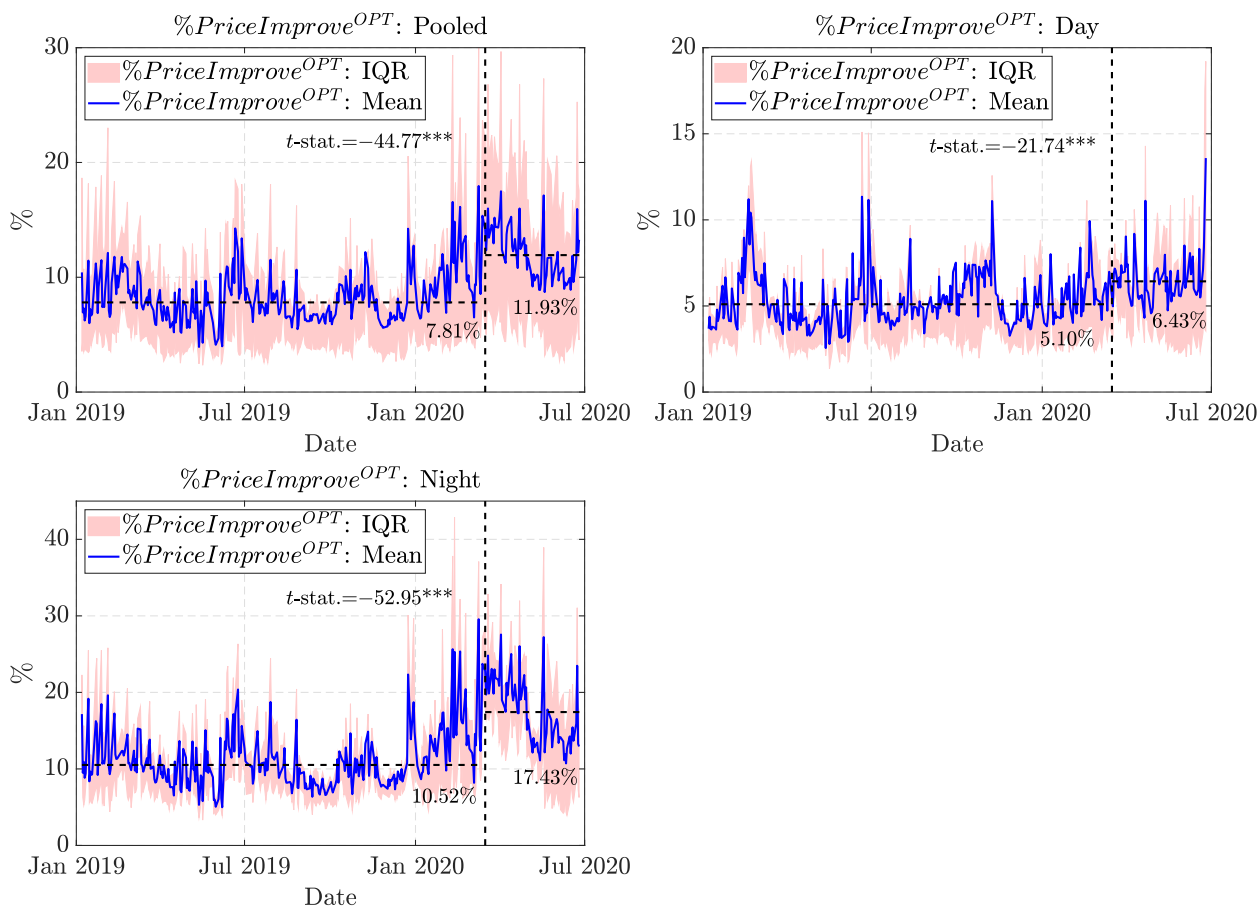 %PriceImprove^OPT: Pooled
30
%PriceImprove^OPT: IQR
%PriceImprove^OPT: Mean
t-stat.=−44.77***
20
%
10
7.81%
11.93%
0
Jan 2019 Jul 2019 Jan 2020 Jul 2020
Date
%PriceImprove^OPT: Day
20
%PriceImprove^OPT: IQR
%PriceImprove^OPT: Mean
15
t-stat.=−21.74***
%
10
5
5.10%
6.43%
0
Jan 2019 Jul 2019 Jan 2020 Jul 2020
Date
%PriceImprove^OPT: Night
%PriceImprove^OPT: IQR
40
%PriceImprove^OPT: Mean
t-stat.=−52.95***
30
%
20
10
10.52%
17.43%
0
Jan 2019 Jul 2019 Jan 2020 Jul 2020
Date